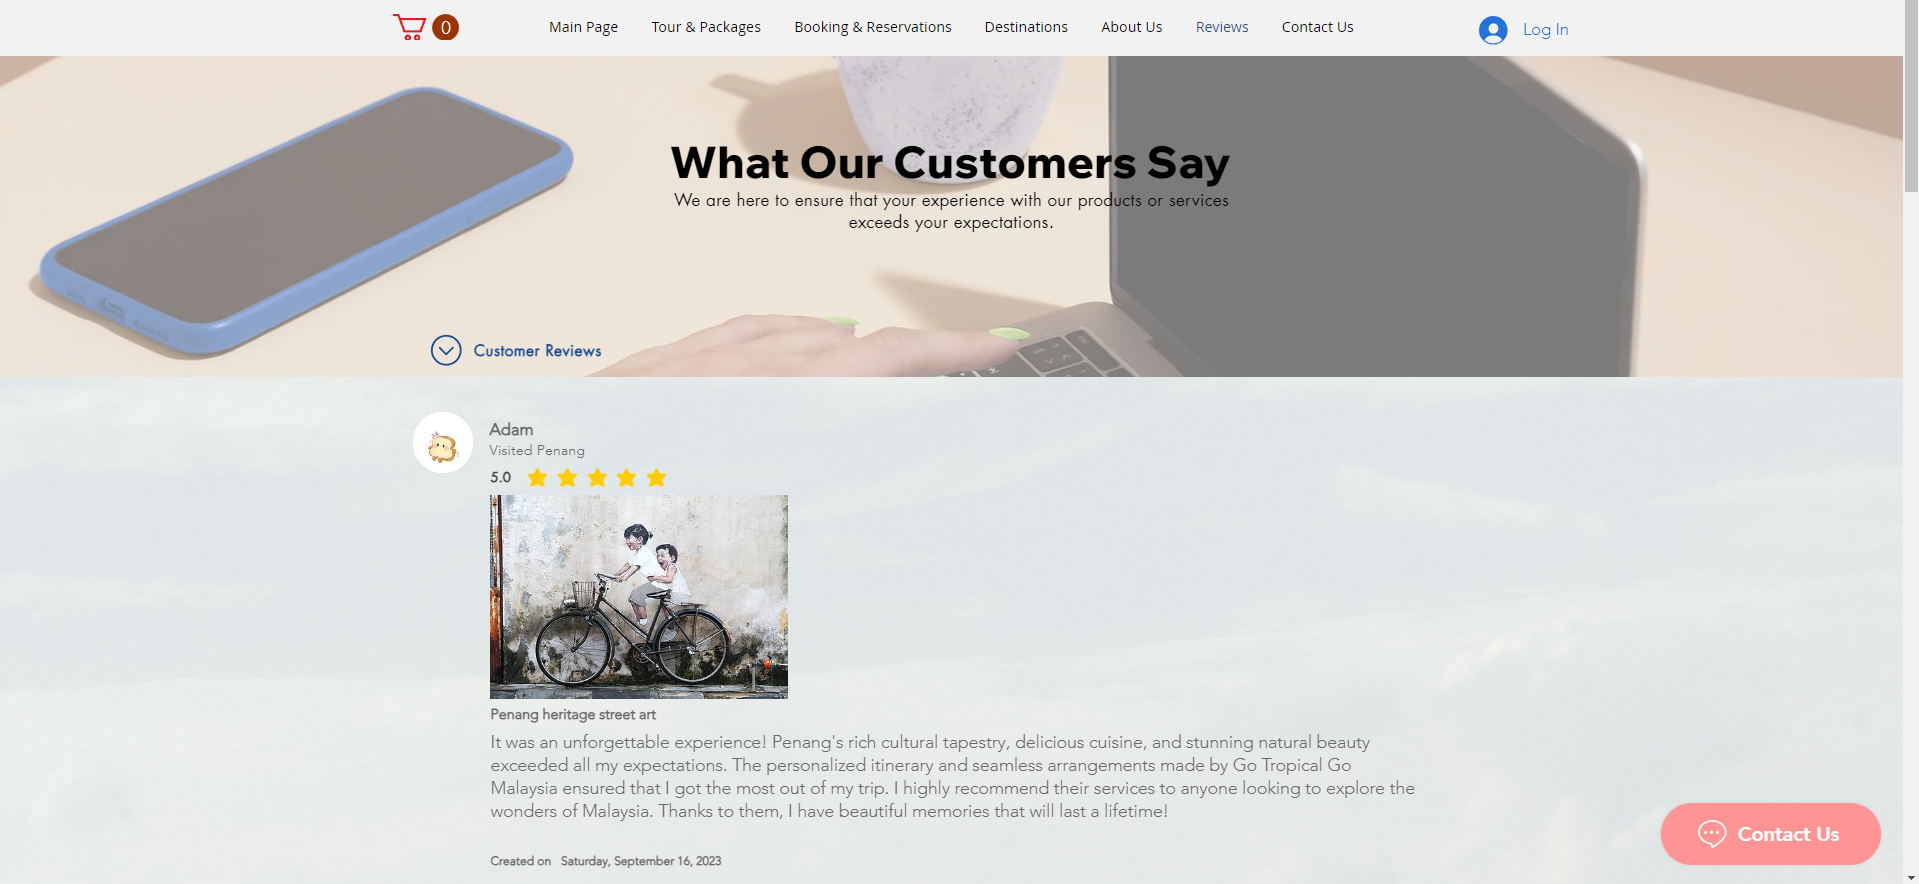 0
Main Page
Tour & Packages
Booking & Reservations
Destinations
About Us
Reviews
Contact Us
Log In
What Our Customers Say
We are here to ensure that your experience with our products or services
exceeds your expectations.
Customer Reviews
Adam
Visited Penang
5.0
Penang heritage street art
It was an unforgettable experience! Penang's rich cultural tapestry, delicious cuisine, and stunning natural beauty
exceeded all my expectations. The personalized itinerary and seamless arrangements made by Go Tropical Go
Malaysia ensured that I got the most out of my trip. I highly recommend their services to anyone looking to explore the
wonders of Malaysia. Thanks to them, I have beautiful memories that will last a lifetime!
Created on Saturday, September 16, 2023
Contact Us